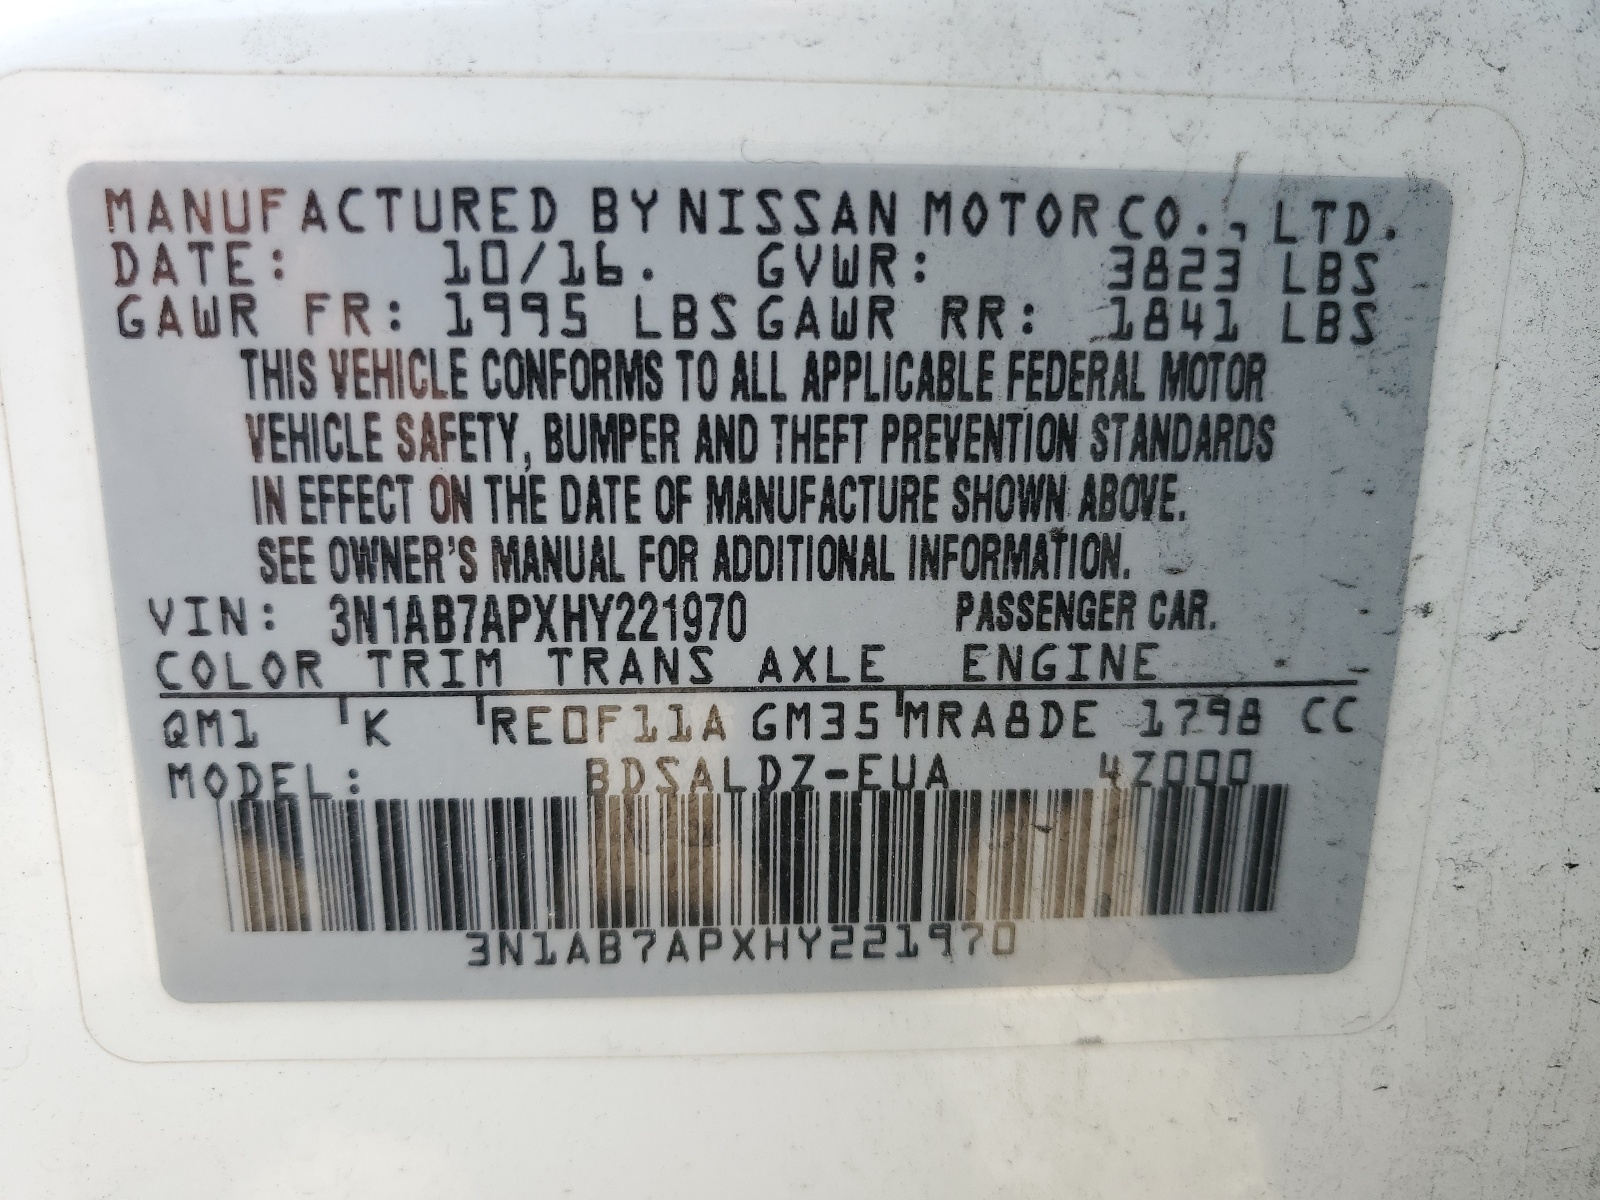 MANUFACTURED BY NISSAN MOTOR CO., LTD.
DATE: 10/16. GVWR: 3823 LBS
GAWR FR: 1995 LBS GAWR RR: 1841 LBS
THIS VEHICLE CONFORMS TO ALL APPLICABLE FEDERAL MOTOR
VEHICLE SAFETY, BUMPER AND THEFT PREVENTION STANDARDS
IN EFFECT ON THE DATE OF MANUFACTURE SHOWN ABOVE.
SEE OWNER'S MANUAL FOR ADDITIONAL INFORMATION.
VIN: 3N1AB7APXHY221970 PASSENGER CAR.
COLOR TRIM TRANS AXLE ENGINE
QM1 K RE0F11A GM35 MRA8DE 1798 CC
MODEL: BDSALDZ-EUA 4Z000
3N1AB7APXHY221970